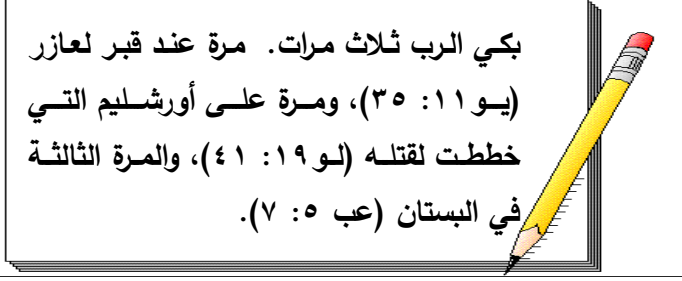 بكي الرب ثلاث مرات. مرة عند قبر لعازر
(يو١١: ٣٥)، ومرة على أورشليم التي
خططت لقتله (لو١٩: ٤١)، والمرة الثالثة
في البستان (عب ٥: ٧).